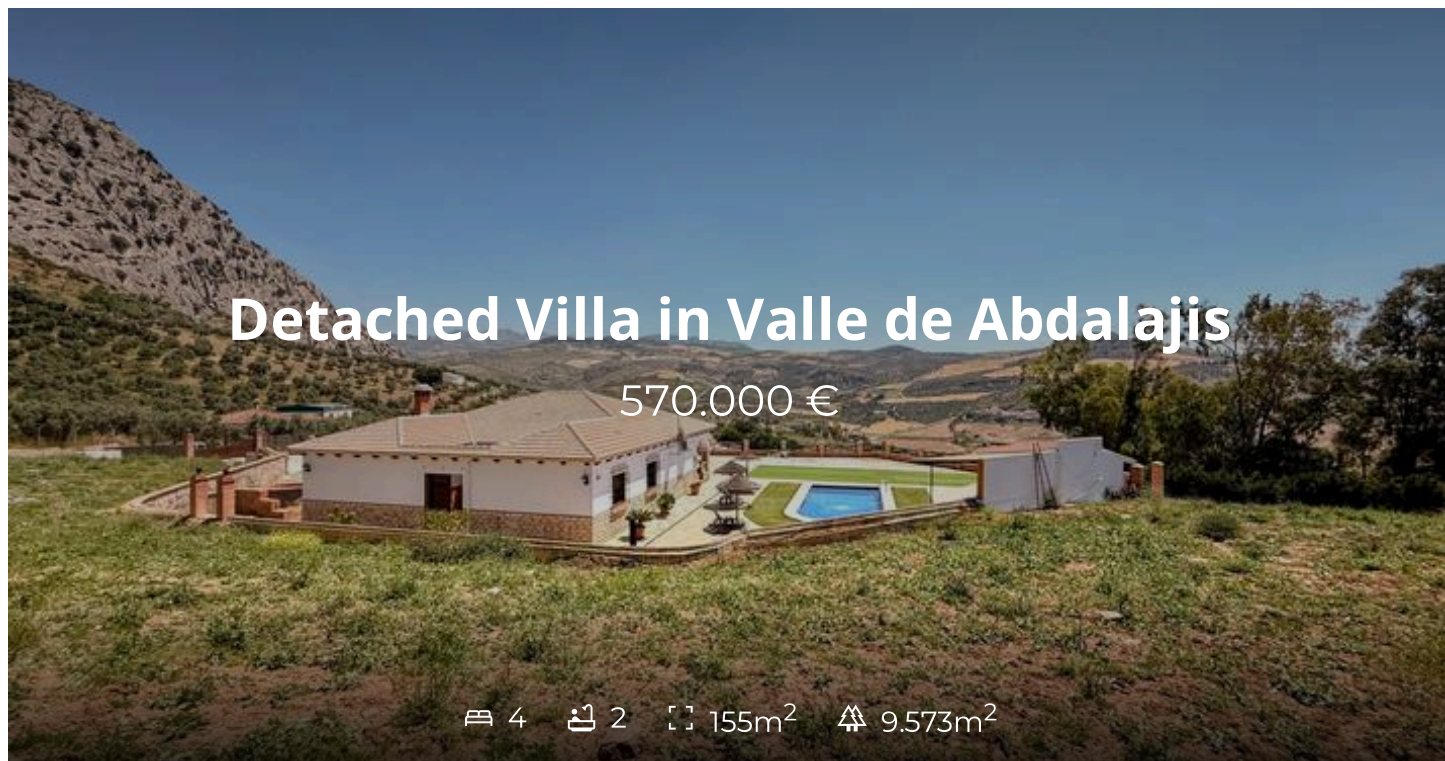 Detached Villa in Valle de Abdalajis
570.000 €
4 2 155m² 9.573m²